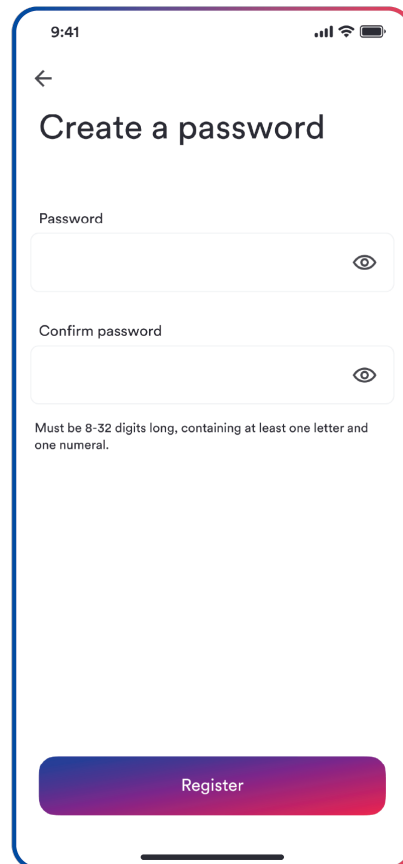 9:41
Create a password
Password
Confirm password
Must be 8-32 digits long, containing at least one letter and
one numeral.
Register